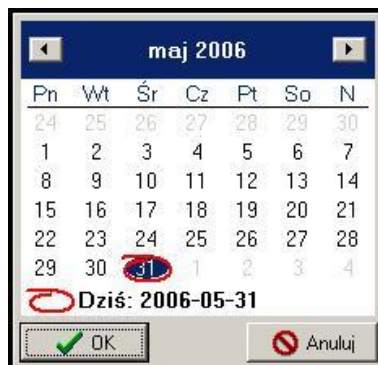 maj 2006
Pn Wt Śr Cz Pt So N
24 25 26 27 28 29 30
1 2 3 4 5 6 7
8 9 10 11 12 13 14
15 16 17 18 19 20 21
22 23 24 25 26 27 28
29 30 31 1 2 3 4
Dziś: 2006-05-31
OK Anuluj